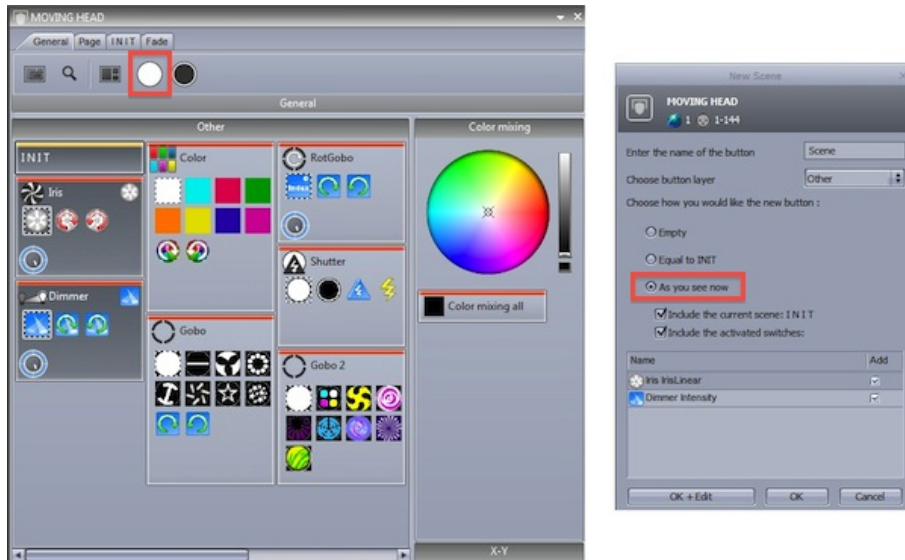 MOVING HEAD
General Page INIT Fade
General
Other
Color mixing
INIT
Color
RotGobo
Index
Iris
Shutter
Dimmer
Gobo
Gobo 2
Color mixing all
X-Y
New Scene
MOVING HEAD
1 1-144
Enter the name of the button Scene
Choose button layer Other
Choose how you would like the new button :
Empty
Equal to INIT
As you see now
Include the current scene: I N I T
Include the activated switches:
Name Add
Iris IrisLinear
Dimmer Intensity
OK + Edit OK Cancel